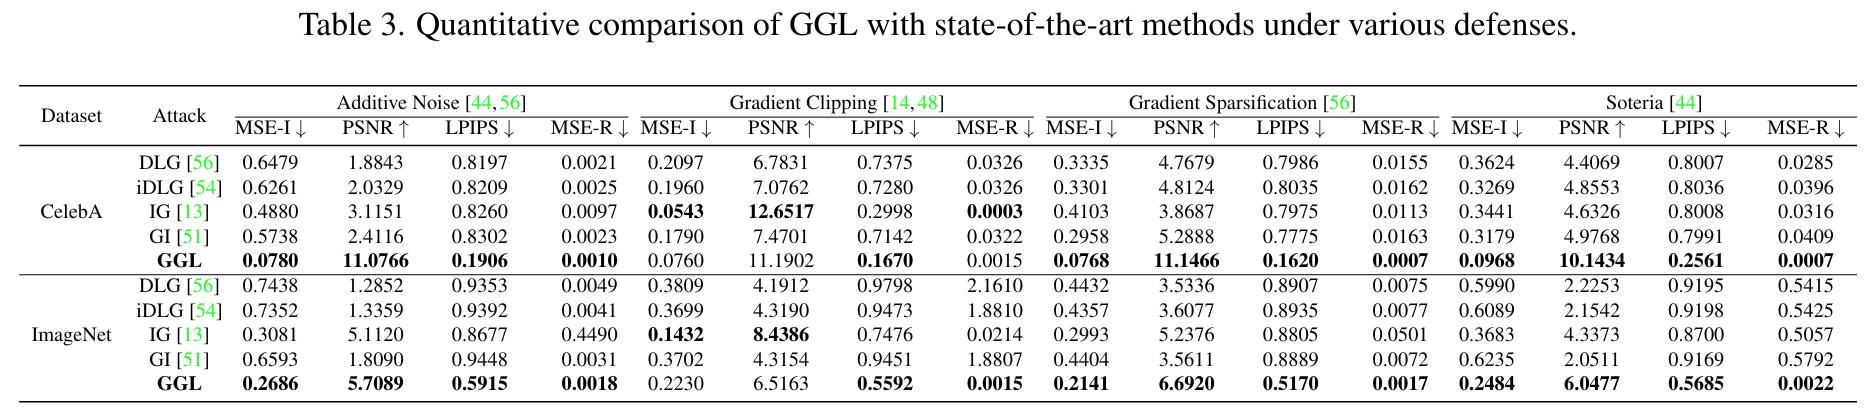 Table 3. Quantitative comparison of GGL with state-of-the-art methods under various defenses.
Dataset Attack Additive Noise [44,56] Gradient Clipping [14,48] Gradient Sparsification [56] Soteria [44]
MSE-I ↓ PSNR ↑ LPIPS ↓ MSE-R ↓ MSE-I ↓ PSNR ↑ LPIPS ↓ MSE-R ↓ MSE-I ↓ PSNR ↑ LPIPS ↓ MSE-R ↓ MSE-I ↓ PSNR ↑ LPIPS ↓ MSE-R ↓
DLG [56] 0.6479 1.8843 0.8197 0.0021 0.2097 6.7831 0.7375 0.0326 0.3335 4.7679 0.7986 0.0155 0.3624 4.4069 0.8007 0.0285
iDLG [54] 0.6261 2.0329 0.8209 0.0025 0.1960 7.0762 0.7280 0.0326 0.3301 4.8124 0.8035 0.0162 0.3269 4.8553 0.8036 0.0396
CelebA IG [13] 0.4880 3.1151 0.8260 0.0097 0.0543 12.6517 0.2998 0.0003 0.4103 3.8687 0.7975 0.0113 0.3441 4.6326 0.8008 0.0316
GI [51] 0.5738 2.4116 0.8302 0.0023 0.1790 7.4701 0.7142 0.0322 0.2958 5.2888 0.7775 0.0163 0.3179 4.9768 0.7991 0.0409
GGL 0.0780 11.0766 0.1906 0.0010 0.0760 11.1902 0.1670 0.0015 0.0768 11.1466 0.1620 0.0007 0.0968 10.1434 0.2561 0.0007
DLG [56] 0.7438 1.2852 0.9353 0.0049 0.3809 4.1912 0.9798 2.1610 0.4432 3.5336 0.8907 0.0075 0.5990 2.2253 0.9195 0.5415
iDLG [54] 0.7352 1.3359 0.9392 0.0041 0.3699 4.3190 0.9473 1.8810 0.4357 3.6077 0.8935 0.0077 0.6089 2.1542 0.9198 0.5425
ImageNet IG [13] 0.3081 5.1120 0.8677 0.4490 0.1432 8.4386 0.7476 0.0214 0.2993 5.2376 0.8805 0.0501 0.3683 4.3373 0.8700 0.5057
GI [51] 0.6593 1.8090 0.9448 0.0031 0.3702 4.3154 0.9451 1.8807 0.4404 3.5611 0.8889 0.0072 0.6235 2.0511 0.9169 0.5792
GGL 0.2686 5.7089 0.5915 0.0018 0.2230 6.5163 0.5592 0.0015 0.2141 6.6920 0.5170 0.0017 0.2484 6.0477 0.5685 0.0022